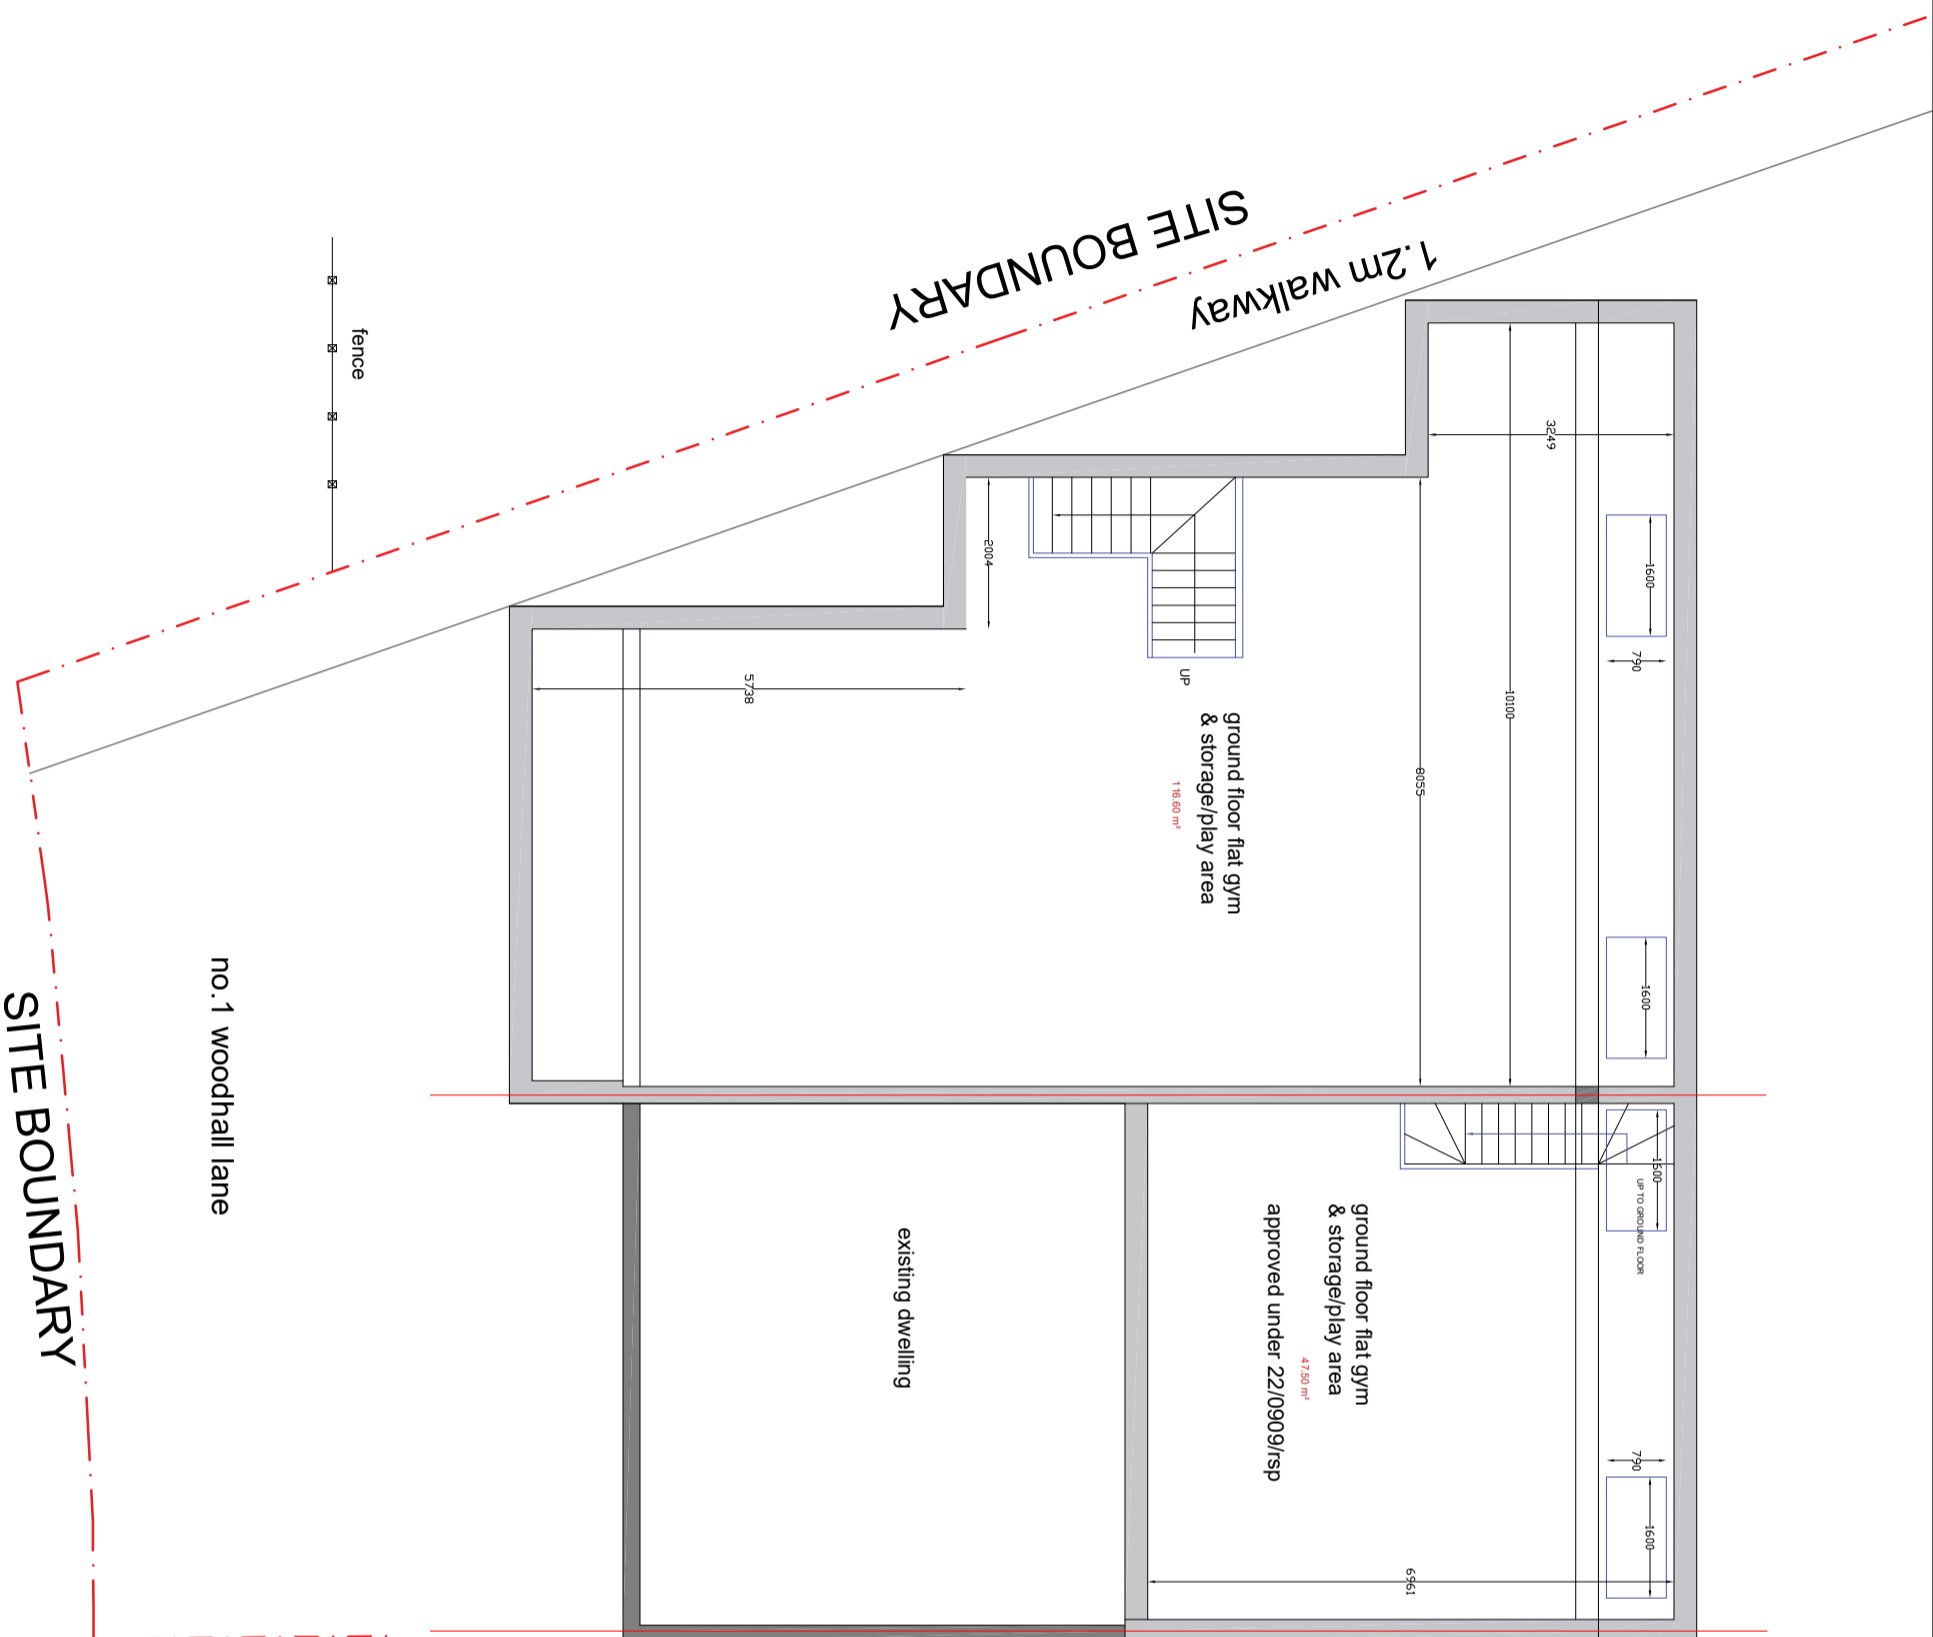 SITE BOUNDARY
1.2m walkway
fence
3249
1600
790
2004
UP
5738
10100
8055
ground floor flat gym
& storage/play area
116.60 m²
1600
no.1 woodhall lane
SITE BOUNDARY
1500
UP TO GROUND FLOOR
existing dwelling
ground floor flat gym
& storage/play area
47.50 m²
approved under 22/0909/rsp
790
1600
6961